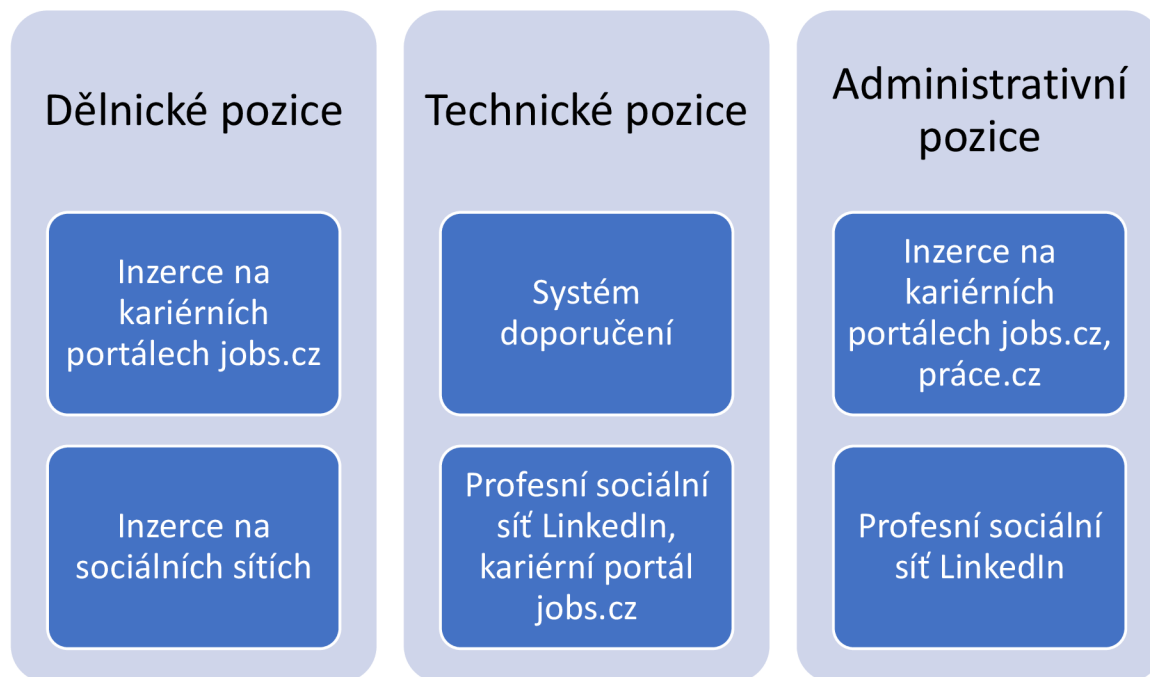 Dělnické pozice
Inzerce na
kariérních
portálech jobs.cz
Inzerce na
sociálních sítích
Technické pozice
Systém
doporučení
Profesní sociální
síť LinkedIn,
kariérní portál
jobs.cz
Administrativní
pozice
Inzerce na
kariérních
portálech jobs.cz,
práce.cz
Profesní sociální
síť LinkedIn